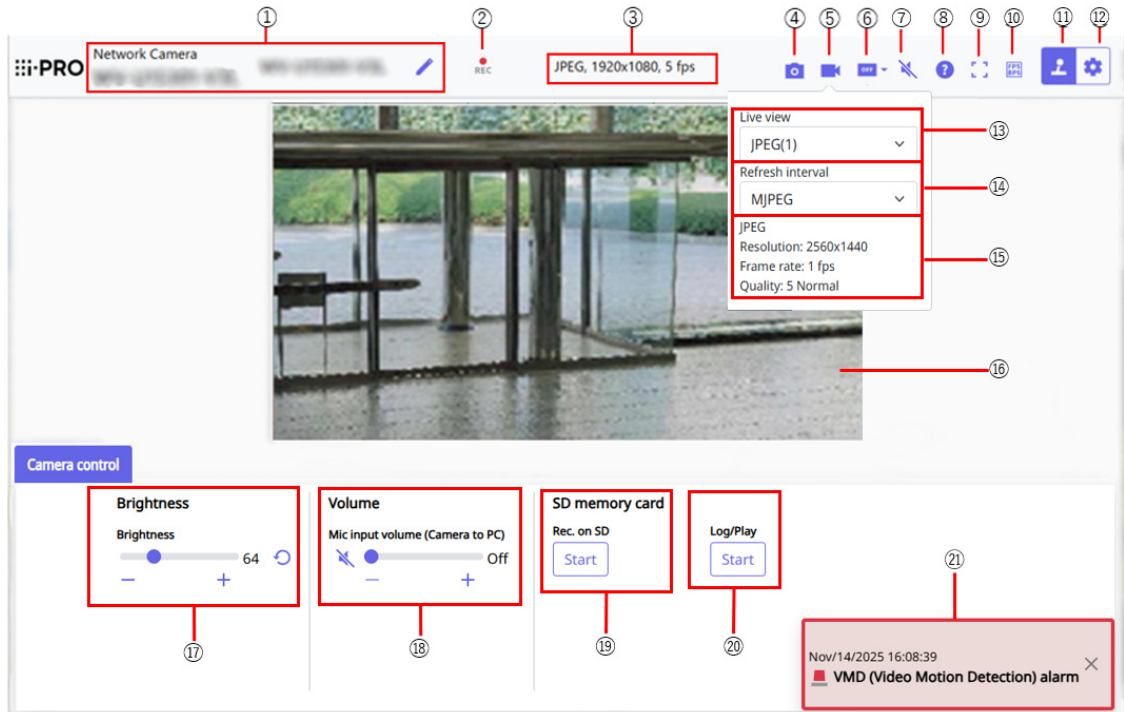 ① ② ③ ④ ⑤ ⑥ ⑦ ⑧ ⑨ ⑩ ⑪ ⑫
i-PRO
Network Camera
REC
JPEG, 1920x1080, 5 fps
OFF
?
FPS
BPS
Live view
JPEG(1)
⑬
Refresh interval
MJPEG
⑭
JPEG
Resolution: 2560x1440
Frame rate: 1 fps
Quality: 5 Normal
⑮
⑯
Camera control
Brightness
Brightness
64
− +
⑰
Volume
Mic input volume (Camera to PC)
Off
− +
⑱
SD memory card
Rec. on SD
Start
⑲
Log/Play
Start
⑳
㉑
Nov/14/2025 16:08:39
VMD (Video Motion Detection) alarm